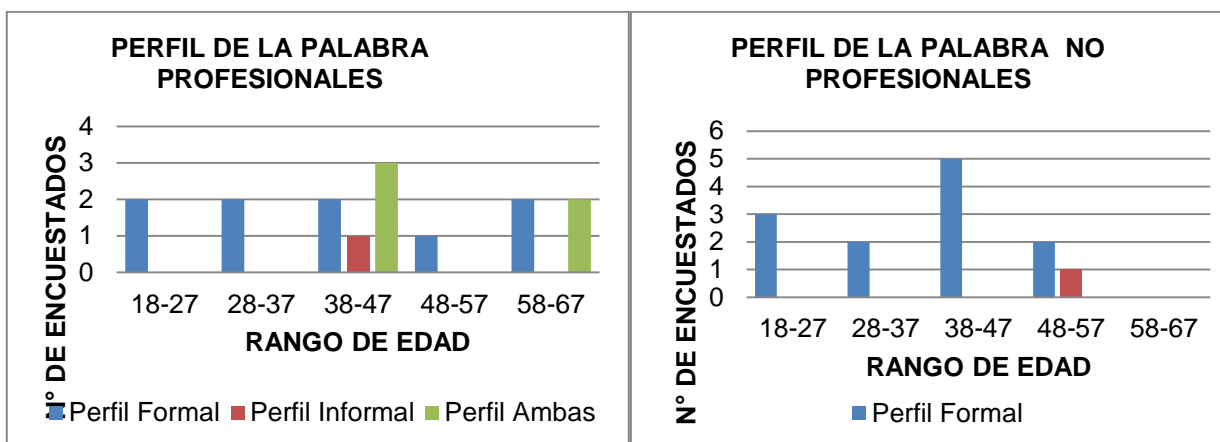 PERFIL DE LA PALABRA
PROFESIONALES
N° DE ENCUESTADOS
4
3
2
1
0
18-27 28-37 38-47 48-57 58-67
RANGO DE EDAD
Perfil Formal Perfil Informal Perfil Ambas
PERFIL DE LA PALABRA NO
PROFESIONALES
N° DE ENCUESTADOS
6
5
4
3
2
1
0
18-27 28-37 38-47 48-57 58-67
RANGO DE EDAD
Perfil Formal